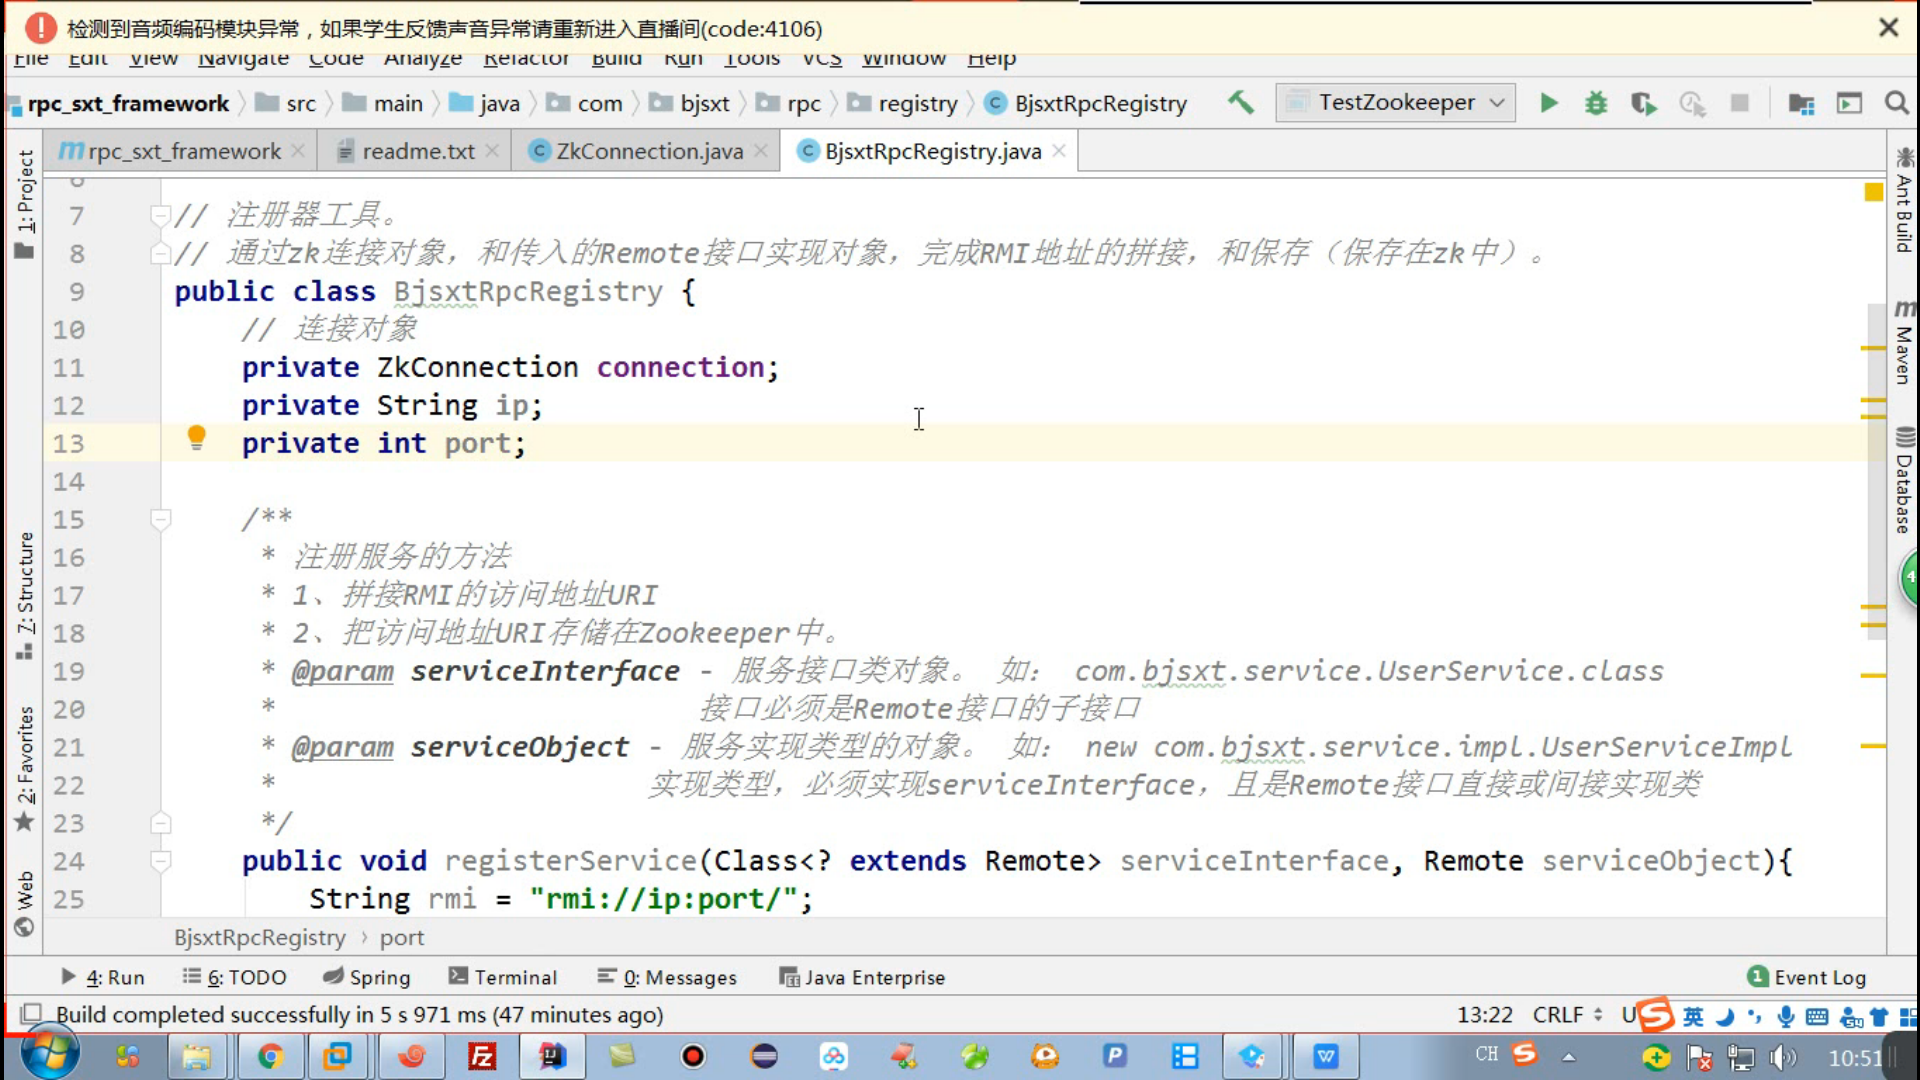 检测到音频编码模块异常，如果学生反馈声音异常请重新进入直播间(code:4106)
File Edit View Navigate Code Analyze Refactor Build Run Tools VCS Window Help
rpc_sxt_framework src main java com bjsxt rpc registry BjsxtRpcRegistry TestZookeeper
rpc_sxt_framework readme.txt ZkConnection.java BjsxtRpcRegistry.java
1: Project
7: Structure
2: Favorites
Web
6
7 // 注册器工具。
8 // 通过zk连接对象，和传入的Remote接口实现对象，完成RMI地址的拼接，和保存（保存在zk中）。
9 public class BjsxtRpcRegistry {
10 // 连接对象
11 private ZkConnection connection;
12 private String ip;
13 private int port;
14
15 /**
16 * 注册服务的方法
17 * 1、拼接RMI的访问地址URI
18 * 2、把访问地址URI存储在Zookeeper中。
19 * @param serviceInterface - 服务接口类对象。 如： com.bjsxt.service.UserService.class
20 * 接口必须是Remote接口的子接口
21 * @param serviceObject - 服务实现类型的对象。 如： new com.bjsxt.service.impl.UserServiceImpl
22 * 实现类型，必须实现serviceInterface，且是Remote接口直接或间接实现类
23 */
24 public void registerService(Class<? extends Remote> serviceInterface, Remote serviceObject){
25 String rmi = "rmi://ip:port/";
Ant Build
Maven
Database
4
BjsxtRpcRegistry › port
4: Run 6: TODO Spring Terminal 0: Messages Java Enterprise 1 Event Log
Build completed successfully in 5 s 971 ms (47 minutes ago) 13:22 CRLF U 英
CH 10:51